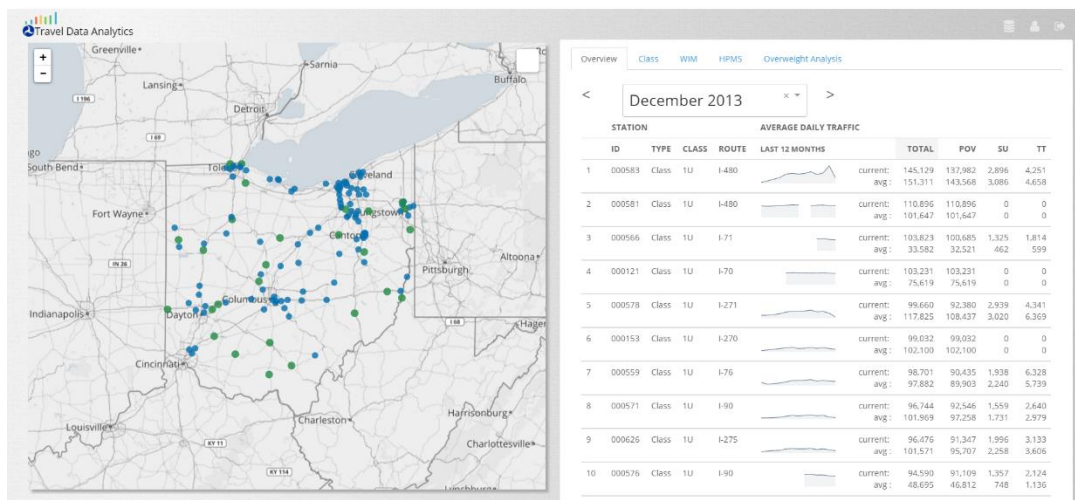 Travel Data Analytics
+
−
Greenville
Sarnia
Buffalo
Lansing
I 196
Detroit
I 69
South Bend
Cleveland
Fort Wayne
Canton
Altoona
IN 26
Pittsburgh
Columbus
Indianapolis
Dayton
I 68
Cincinnati
Charleston
Harrisonburg
Louisville
KY 11
Charlottesville
KY 114
Overview Class WIM HPMS Overweight Analysis
< December 2013 × >
STATION AVERAGE DAILY TRAFFIC
ID TYPE CLASS ROUTE LAST 12 MONTHS TOTAL POV SU TT
1 000583 Class 1U I-480 current: 145,129 137,982 2,896 4,251
avg : 151,311 143,568 3,086 4,658
2 000581 Class 1U I-480 current: 110,896 110,896 0 0
avg : 101,647 101,647 0 0
3 000566 Class 1U I-71 current: 103,823 100,685 1,325 1,814
avg : 33,582 32,521 462 599
4 000121 Class 1U I-70 current: 103,231 103,231 0 0
avg : 75,619 75,619 0 0
5 000578 Class 1U I-271 current: 99,660 92,380 2,939 4,341
avg : 117,825 108,437 3,020 6,369
6 000153 Class 1U I-270 current: 99,032 99,032 0 0
avg : 102,100 102,100 0 0
7 000559 Class 1U I-76 current: 98,701 90,435 1,938 6,328
avg : 97,882 89,903 2,240 5,739
8 000571 Class 1U I-90 current: 96,744 92,546 1,559 2,640
avg : 101,969 97,258 1,731 2,979
9 000626 Class 1U I-275 current: 96,476 91,347 1,996 3,133
avg : 101,571 95,707 2,258 3,606
10 000576 Class 1U I-90 current: 94,590 91,109 1,357 2,124
avg : 48,695 46,812 748 1,136